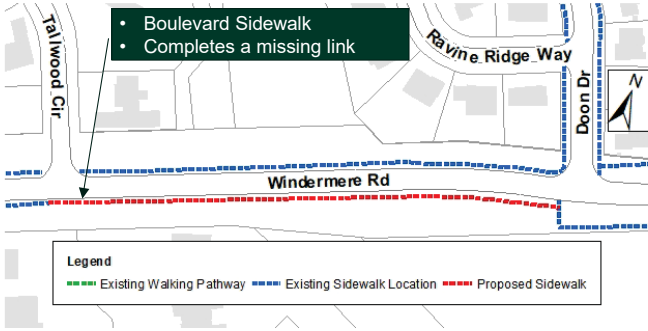 • Boulevard Sidewalk
• Completes a missing link
Tallwood Cir
Ravine Ridge Way
Doon Dr
N
Windermere Rd
Legend
Existing Walking Pathway Existing Sidewalk Location Proposed Sidewalk